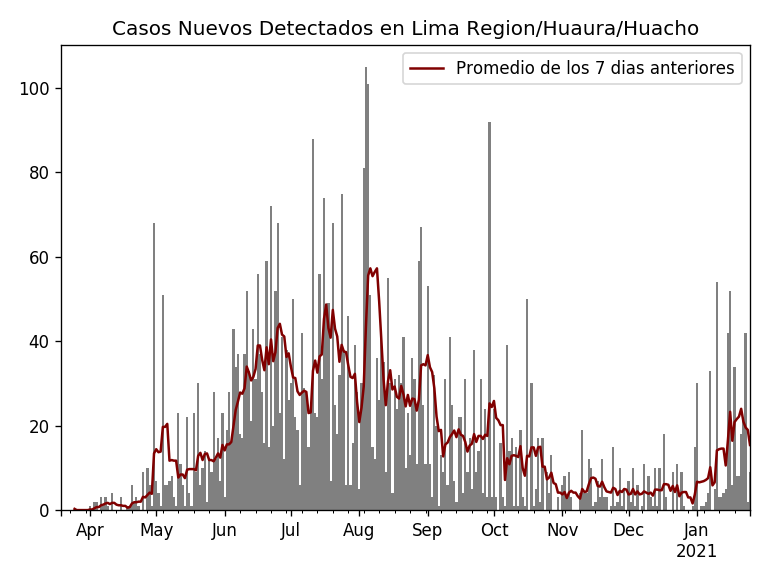 Casos Nuevos Detectados en Lima Region/Huaura/Huacho
Promedio de los 7 dias anteriores
100
80
60
40
20
0
Apr May Jun Jul Aug Sep Oct Nov Dec Jan
2021